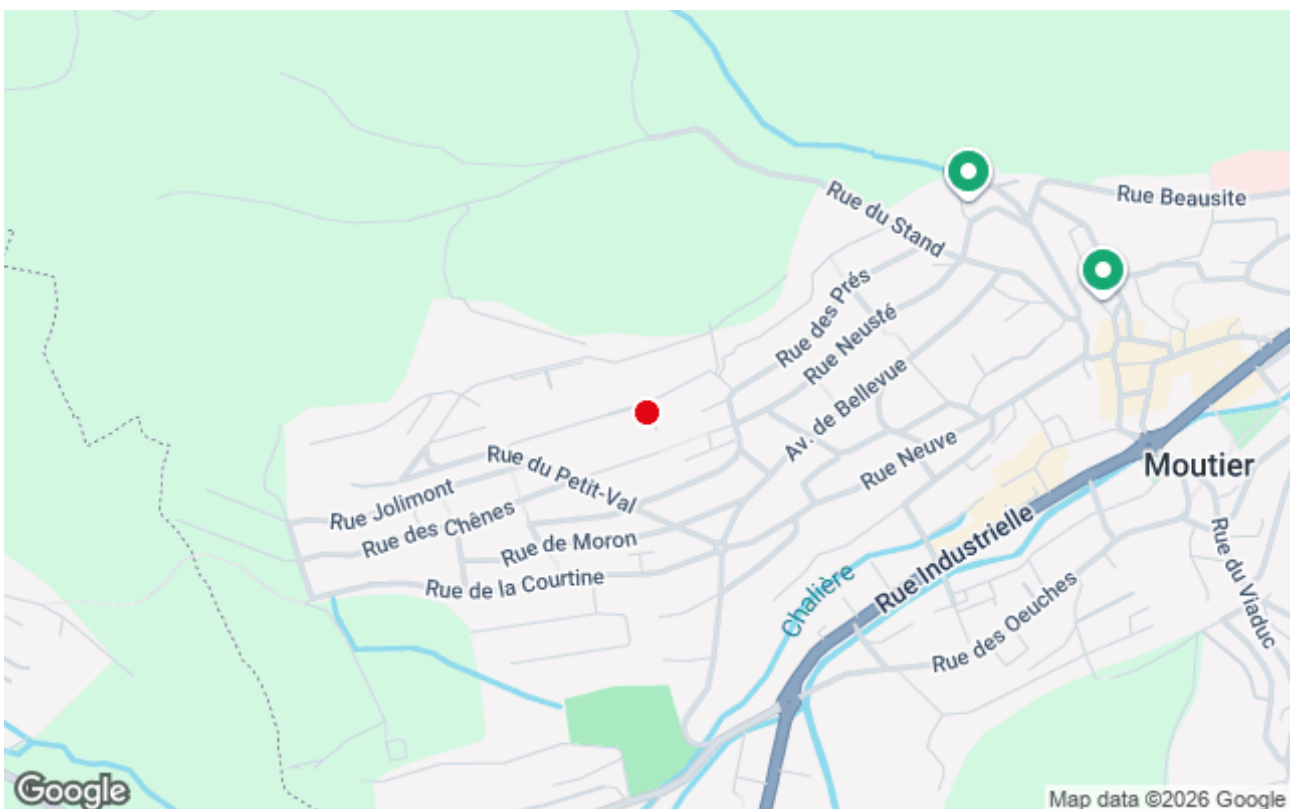 Rue Beausite
Rue du Stand
Rue des Prés
Rue Neusté
Av. de Bellevue
Rue Neuve
Moutier
Rue du Petit-Val
Rue Jolimont
Rue des Chênes
Rue de Moron
Rue de la Courtine
Chalière
Rue Industrielle
Rue des Oeuches
Rue du Viaduc
Google
Map data ©2026 Google